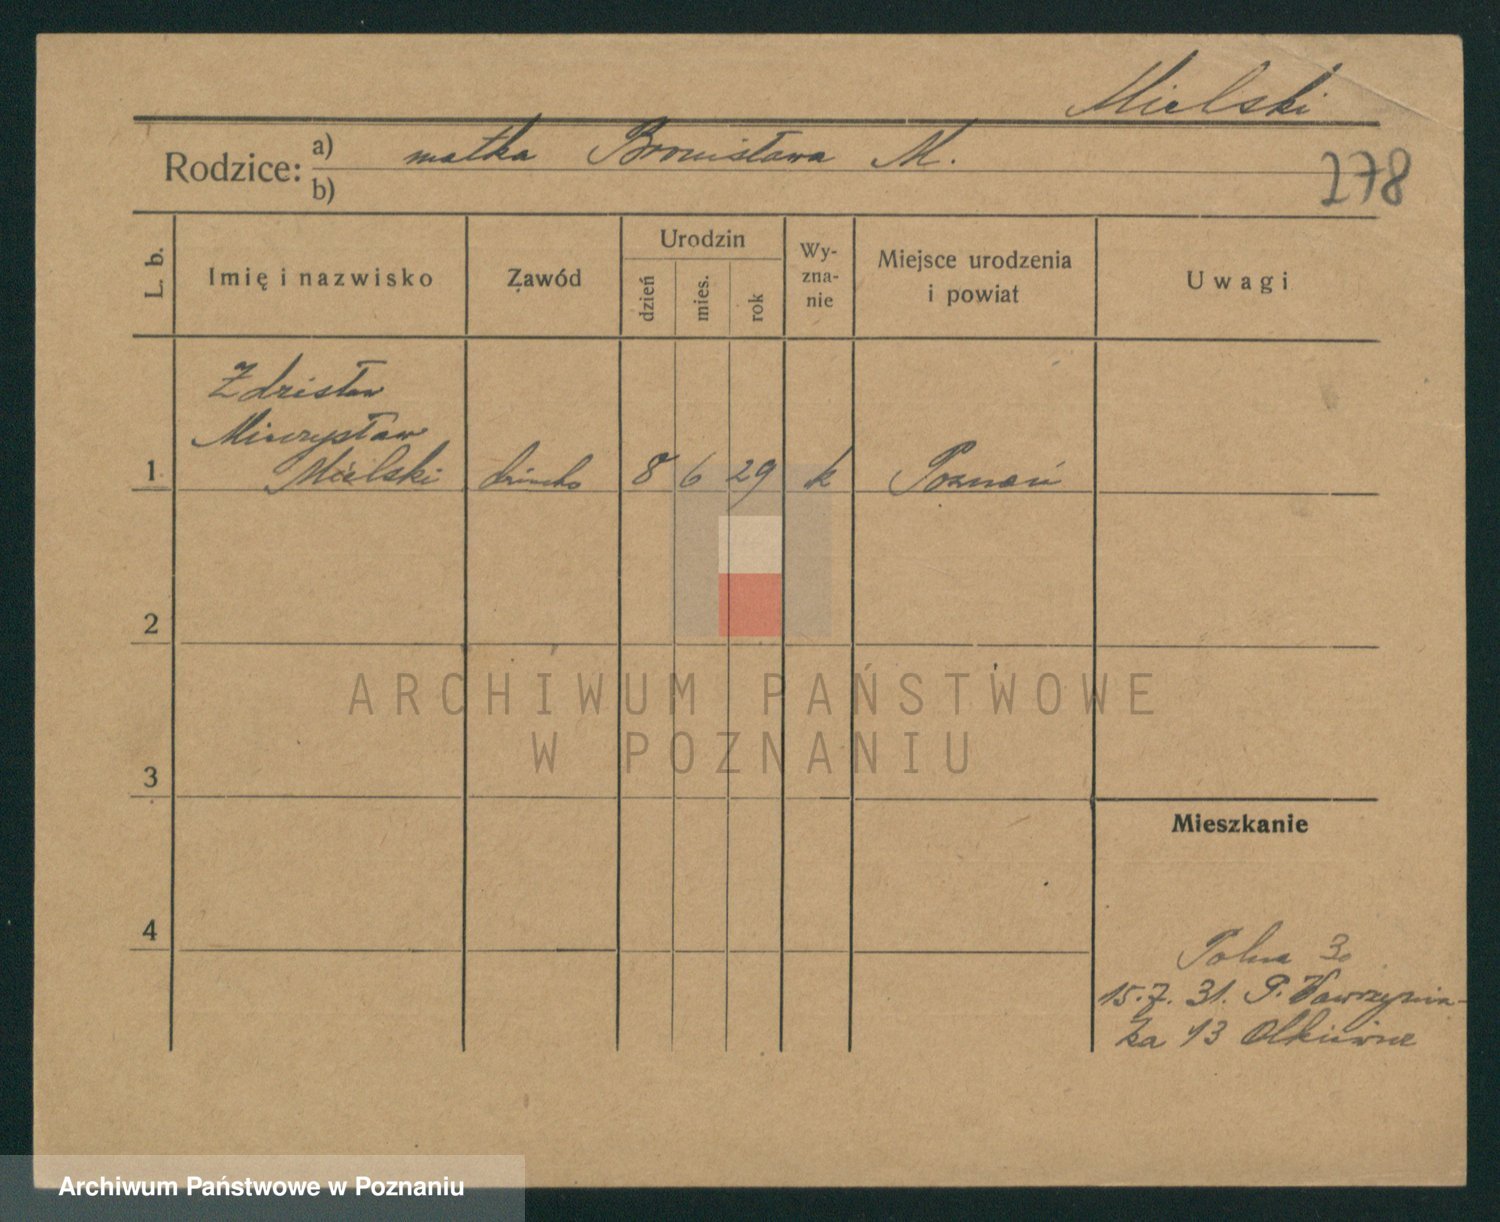 Mielski
Rodzice: a) matka Bronisława M.
b)
278
L. b.
Imię i nazwisko
Zawód
Urodzin
dzień
mies.
rok
Wy-
zna-
nie
Miejsce urodzenia
i powiat
Uwagi
Zdzisław
Mieczysław
1 Mielski dziecko 8 6 29 k Poznań
2
ARCHIWUM PAŃSTWOWE
W POZNANIU
3
Mieszkanie
4
Polna 3
15.7.31. P. Wawrzynia-
ka 13
Archiwum Państwowe w Poznaniu